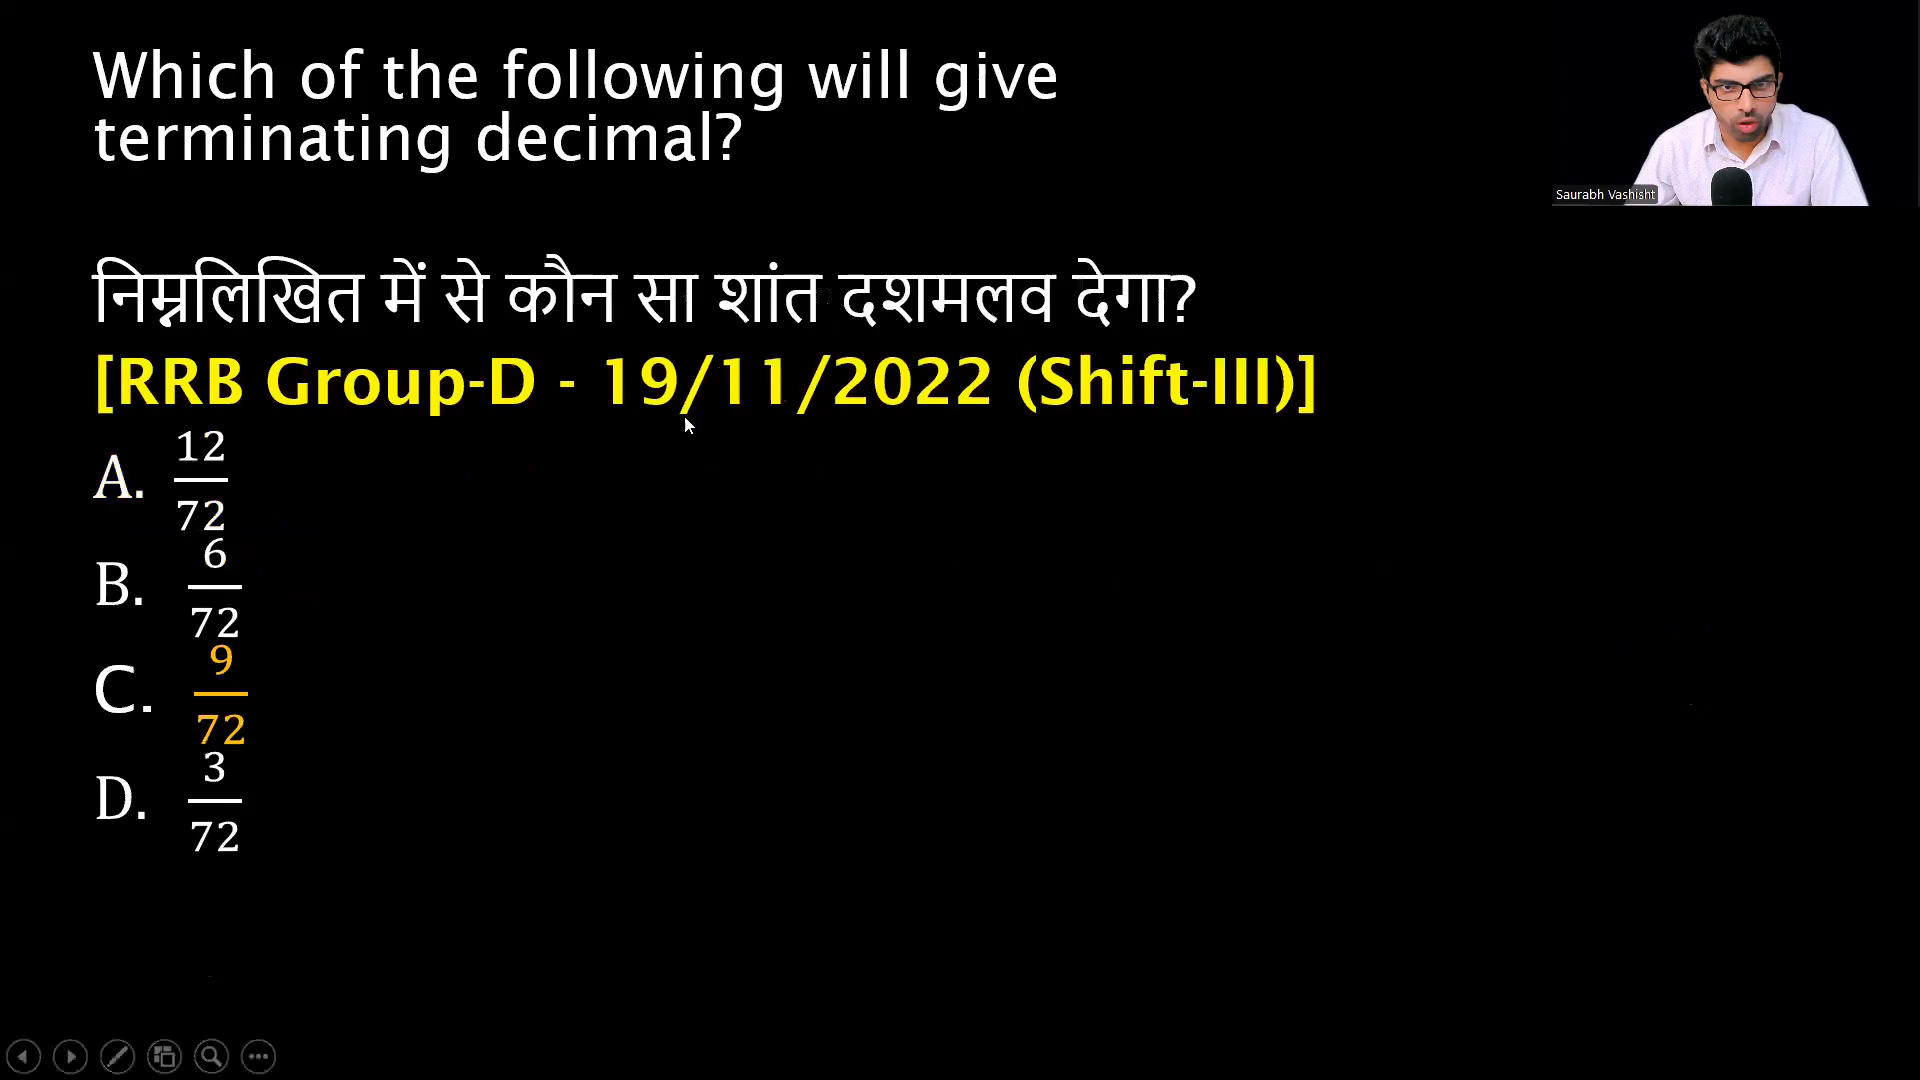 Which of the following will give
terminating decimal?
Saurabh Vashisht
निम्नलिखित में से कौन सा शांत दशमलव देगा?
[RRB Group-D - 19/11/2022 (Shift-III)]
A. 12/72
B. 6/72
C. 9/72
D. 3/72